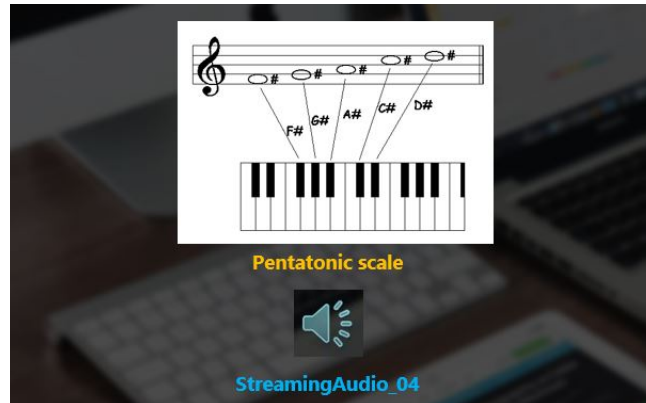 # # # # #
F# G# A# C# D#
Pentatonic scale
StreamingAudio_04